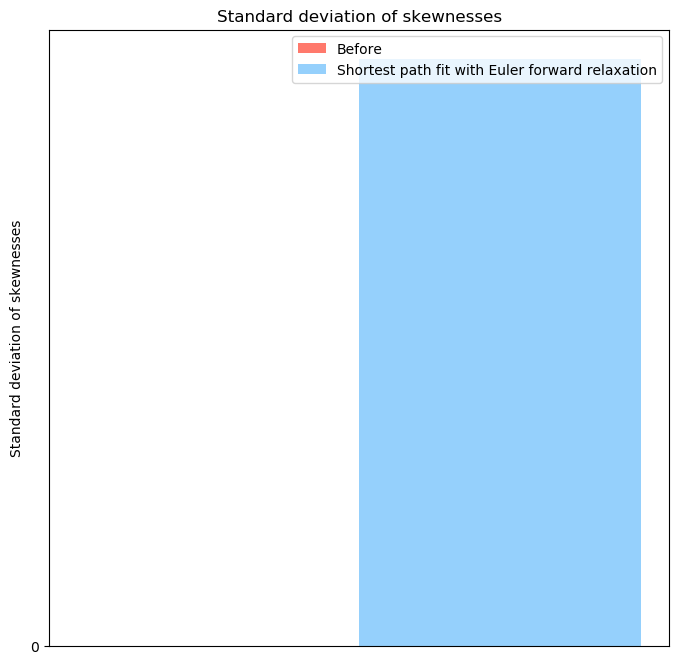 Standard deviation of skewnesses
Before
Shortest path fit with Euler forward relaxation
Standard deviation of skewnesses
0